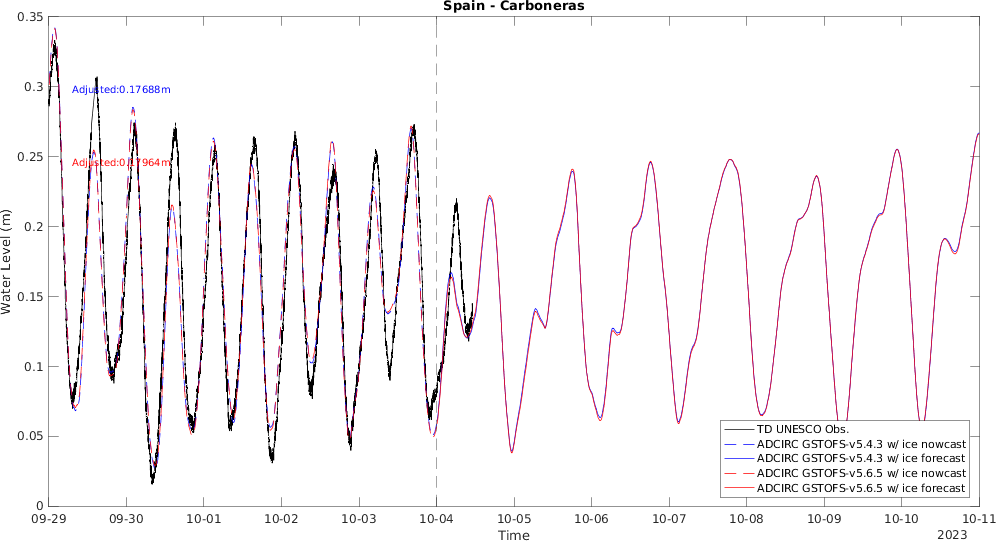 Spain - Carboneras
0.35
0.3
0.25
0.2
0.15
0.1
0.05
0
Water Level (m)
Adjusted:0.17688m
Adjusted:0.17964m
TD UNESCO Obs.
ADCIRC GSTOFS-v5.4.3 w/ ice nowcast
ADCIRC GSTOFS-v5.4.3 w/ ice forecast
ADCIRC GSTOFS-v5.6.5 w/ ice nowcast
ADCIRC GSTOFS-v5.6.5 w/ ice forecast
09-29 09-30 10-01 10-02 10-03 10-04 10-05 10-06 10-07 10-08 10-09 10-10 10-11
Time
2023